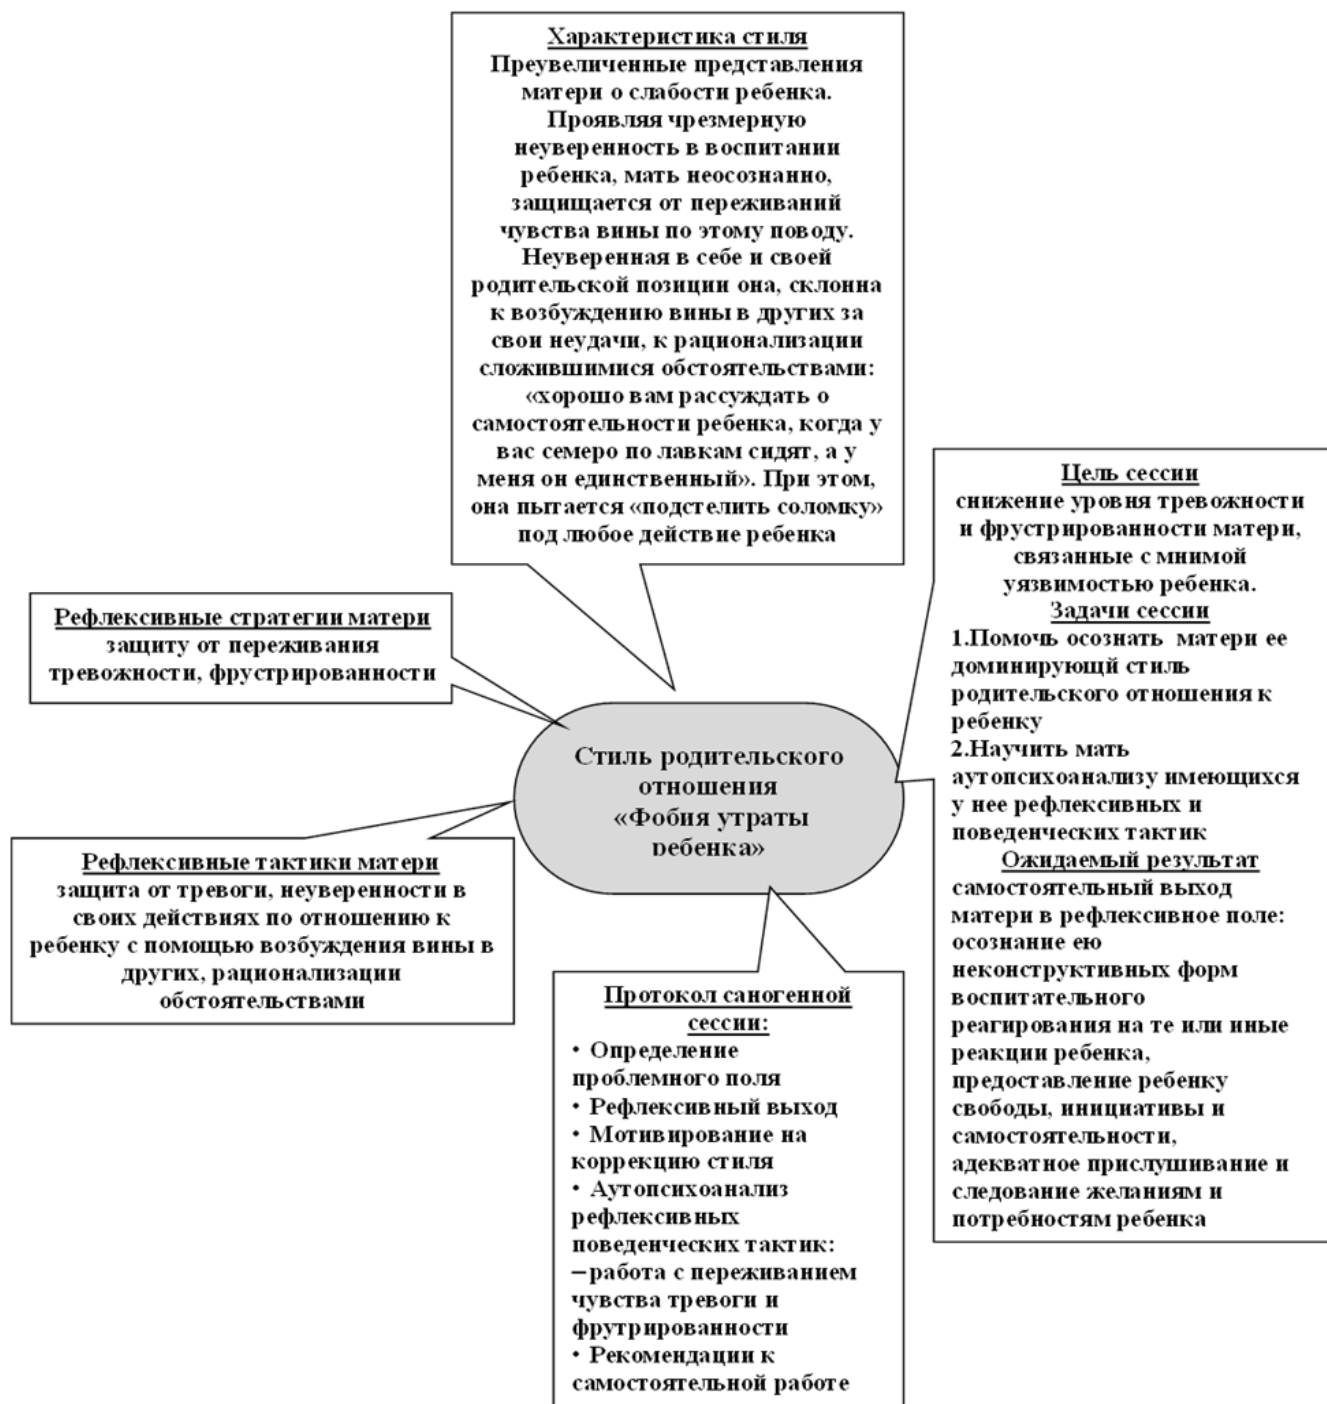 Характеристика стиля
Преувеличенные представления
матери о слабости ребенка.
Проявляя чрезмерную
неуверенность в воспитании
ребенка, мать неосознанно,
защищается от переживаний
чувства вины по этому поводу.
Неуверенная в себе и своей
родительской позиции она, склонна
к возбуждению вины в других за
свои неудачи, к рационализации
сложившимися обстоятельствами:
«хорошо вам рассуждать о
самостоятельности ребенка, когда у
вас семеро по лавкам сидят, а у
меня он единственный». При этом,
она пытается «подстелить соломку»
под любое действие ребенка
Рефлексивные стратегии матери
защиту от переживания
тревожности, фрустрированности
Стиль родительского
отношения
«Фобия утраты
ребенка»
Рефлексивные тактики матери
защита от тревоги, неуверенности в
своих действиях по отношению к
ребенку с помощью возбуждения вины в
других, рационализации
обстоятельствами
Цель сессии
снижение уровня тревожности
и фрустрированности матери,
связанные с мнимой
уязвимостью ребенка.
Задачи сессии
1.Помочь осознать матери ее
доминирующй стиль
родительского отношения к
ребенку
2.Научить мать
аутопсихоанализу имеющихся
у нее рефлексивных и
поведенческих тактик
Ожидаемый результат
самостоятельный выход
матери в рефлексивное поле:
осознание ею
неконструктивных форм
воспитательного
реагирования на те или иные
реакции ребенка,
предоставление ребенку
свободы, инициативы и
самостоятельности,
адекватное прислушивание и
следование желаниям и
потребностям ребенка
Протокол саногенной
сессии:
• Определение
проблемного поля
• Рефлексивный выход
• Мотивирование на
коррекцию стиля
• Аутопсихоанализ
рефлексивных
поведенческих тактик:
–работа с переживанием
чувства тревоги и
фрутрированности
• Рекомендации к
самостоятельной работе